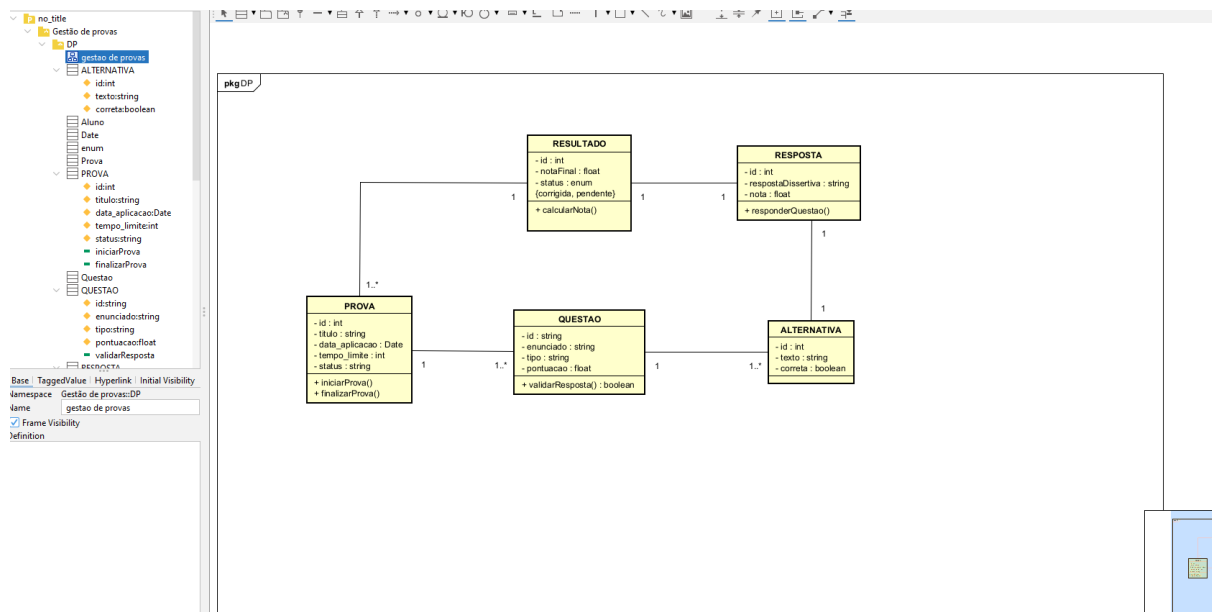 no_title
Gestão de provas
DP
gestao de provas
ALTERNATIVA
id:int
texto:string
correta:boolean
Aluno
Date
enum
Prova
PROVA
id:int
titulo:string
data_aplicacao:Date
tempo_limite:int
status:string
iniciarProva
finalizarProva
Questao
QUESTAO
id:string
enunciado:string
tipo:string
pontuacao:float
validarResposta
RESPOSTA
Base TaggedValue Hyperlink Initial Visibility
Namespace Gestão de provas::DP
Name gestao de provas
Frame Visibility
Definition
pkg DP
RESULTADO
- id : int
- notaFinal : float
- status : enum
{corrigida, pendente}
+ calcularNota()
1
1
RESPOSTA
- id : int
- respostaDissertiva : string
- nota : float
+ responderQuestao()
1
1
1..*
PROVA
- id : int
- titulo : string
- data_aplicacao : Date
- tempo_limite : int
- status : string
+ iniciarProva()
+ finalizarProva()
1
1..*
QUESTAO
- id : string
- enunciado : string
- tipo : string
- pontuacao : float
+ validarResposta() : boolean
1
1..*
1
ALTERNATIVA
- id : int
- texto : string
- correta : boolean